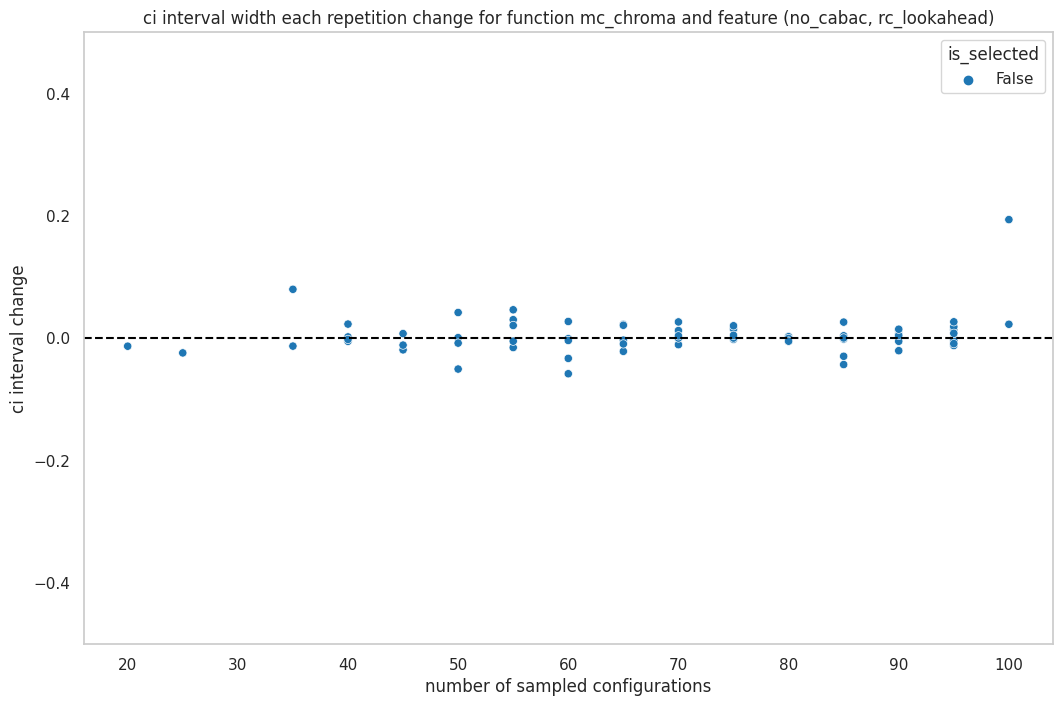 ci interval width each repetition change for function mc_chroma and feature (no_cabac, rc_lookahead)
is_selected
False
ci interval change
0.4
0.2
0.0
−0.2
−0.4
20 30 40 50 60 70 80 90 100
number of sampled configurations